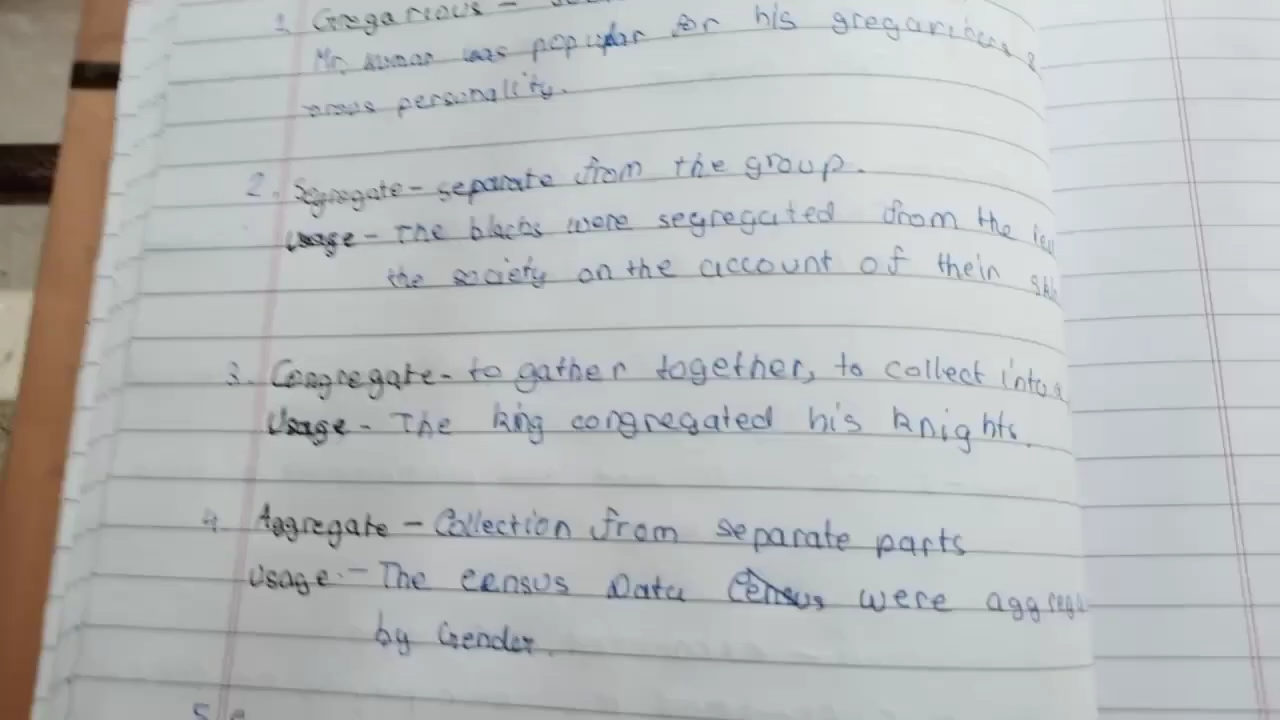 1. Gregarious -
Mr. Kumar was popular for his
personality.
2. Segregate - separate from the group.
Usage - The blacks were segregated from the
the society on the account of their
3. Congregate - to gather together, to collect into a
Usage - The king congregated his knights.
4. Aggregate - Collection from separate parts
Usage - The census Data were
by Gender.
5